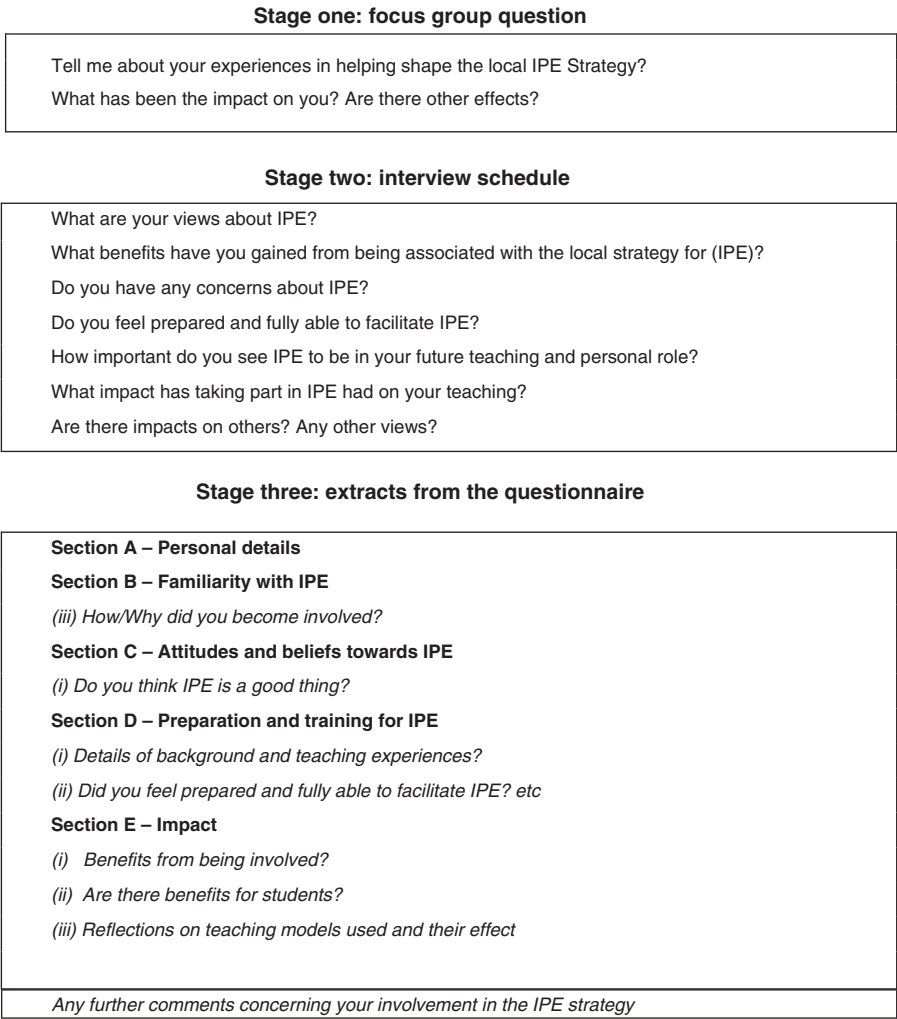 Stage one: focus group question
Tell me about your experiences in helping shape the local IPE Strategy?
What has been the impact on you? Are there other effects?
Stage two: interview schedule
What are your views about IPE?
What benefits have you gained from being associated with the local strategy for (IPE)?
Do you have any concerns about IPE?
Do you feel prepared and fully able to facilitate IPE?
How important do you see IPE to be in your future teaching and personal role?
What impact has taking part in IPE had on your teaching?
Are there impacts on others? Any other views?
Stage three: extracts from the questionnaire
Section A – Personal details
Section B – Familiarity with IPE
(iii) How/Why did you become involved?
Section C – Attitudes and beliefs towards IPE
(i) Do you think IPE is a good thing?
Section D – Preparation and training for IPE
(i) Details of background and teaching experiences?
(ii) Did you feel prepared and fully able to facilitate IPE? etc
Section E – Impact
(i) Benefits from being involved?
(ii) Are there benefits for students?
(iii) Reflections on teaching models used and their effect
Any further comments concerning your involvement in the IPE strategy